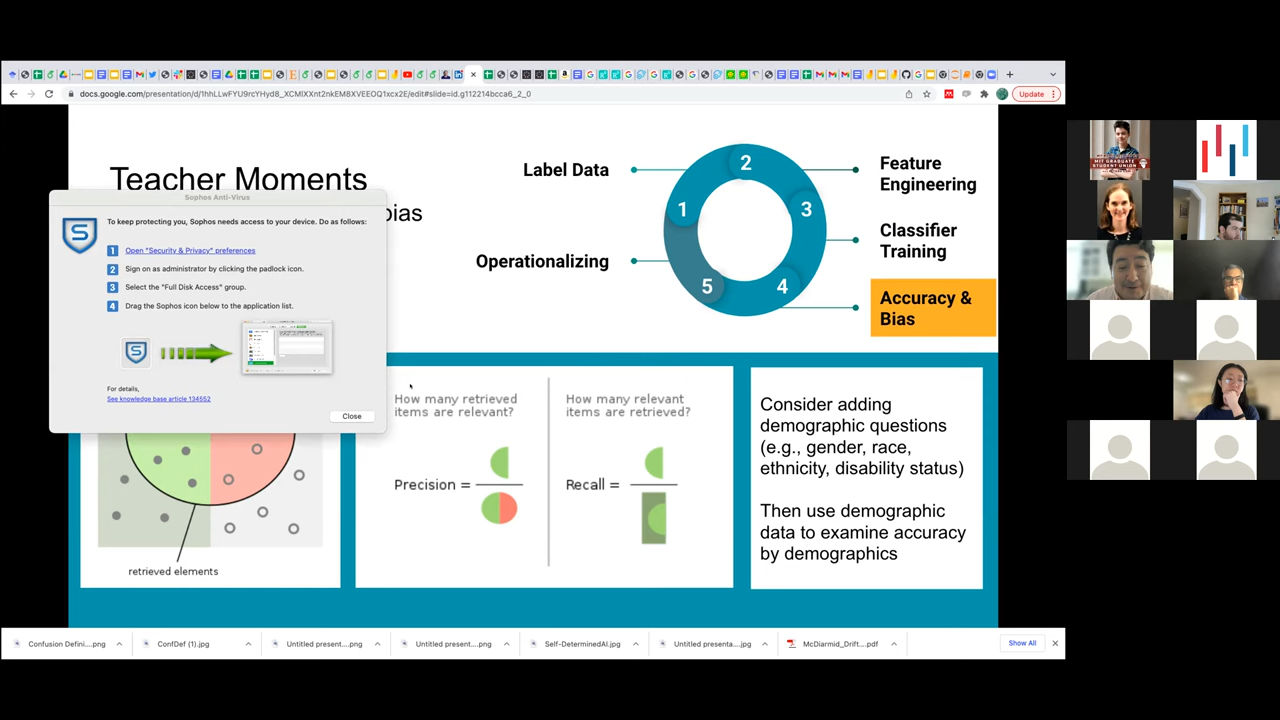 docs.google.com/presentation/d/1hhLLwFYU9rcYHyd8_XCMlXXnt2nkEM8XVEEOQ1xcx2E/edit#slide=id.g112214bcca6_2_0
Update
Teacher Moments
bias
Sophos Anti-Virus
To keep protecting you, Sophos needs access to your device. Do as follows:
1 Open "Security & Privacy" preferences
2 Sign on as administrator by clicking the padlock icon.
3 Select the "Full Disk Access" group.
4 Drag the Sophos icon below to the application list.
For details,
See knowledge base article 134552
Close
Label Data
Operationalizing
1
2
3
4
5
Feature
Engineering
Classifier
Training
Accuracy &
Bias
retrieved elements
How many retrieved
items are relevant?
Precision =
How many relevant
items are retrieved?
Recall =
Consider adding
demographic questions
(e.g., gender, race,
ethnicity, disability status)
Then use demographic
data to examine accuracy
by demographics
MIT GRADUATE
STUDENT UNION
Confusion Defini....png
ConfDef (1).jpg
Untitled present....png
Untitled present....png
Self-DeterminedAI.jpg
Untitled presenta....jpg
McDiarmid_Drift....pdf
Show All